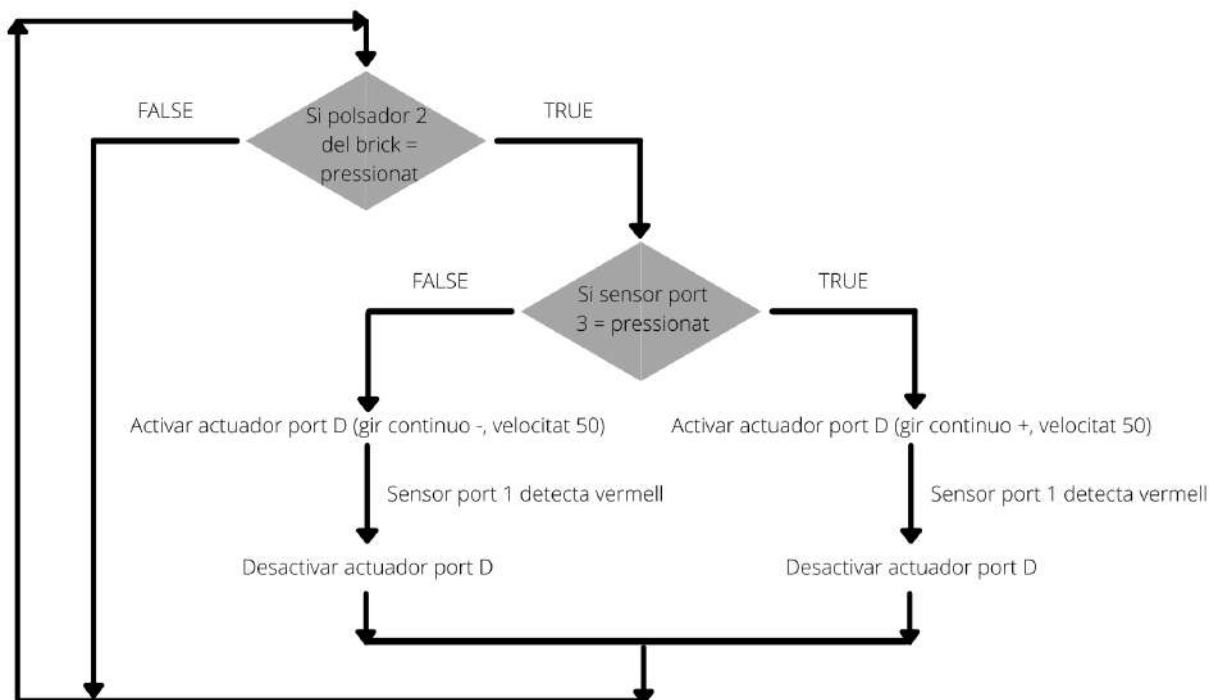 FALSE
TRUE
Si polsador 2
del brick =
pressionat
FALSE
TRUE
Si sensor port
3 = pressionat
Activar actuador port D (gir continuo -, velocitat 50)
Activar actuador port D (gir continuo +, velocitat 50)
Sensor port 1 detecta vermell
Sensor port 1 detecta vermell
Desactivar actuador port D
Desactivar actuador port D